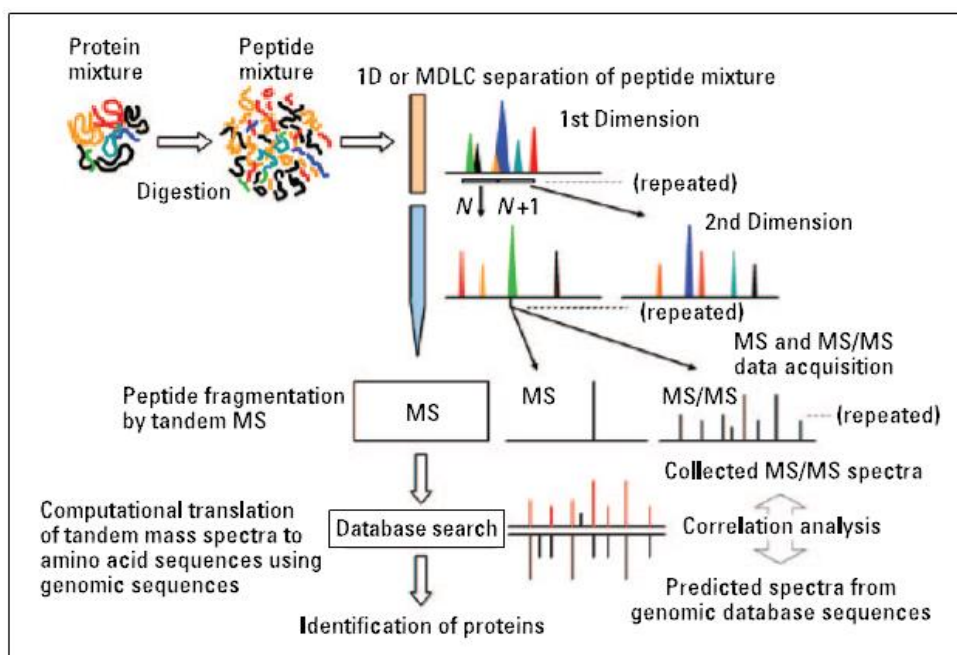 Protein
mixture
Peptide
mixture
Digestion
1D or MDLC separation of peptide mixture
1st Dimension
(repeated)
N
N+1
2nd Dimension
(repeated)
MS and MS/MS
data acquisition
Peptide fragmentation
by tandem MS
MS
MS
MS/MS
(repeated)
Collected MS/MS spectra
Computational translation
of tandem mass spectra to
amino acid sequences using
genomic sequences
Database search
Correlation analysis
Predicted spectra from
genomic database sequences
Identification of proteins